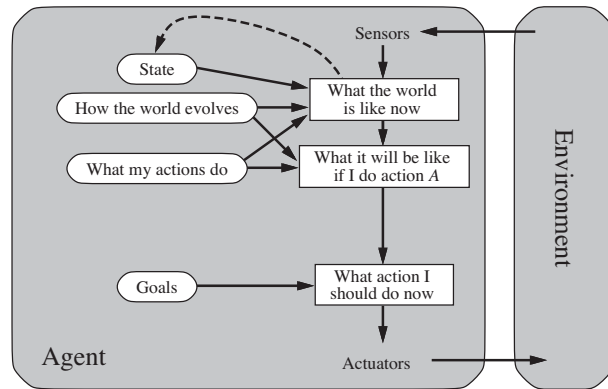 Sensors
State
What the world
is like now
How the world evolves
What my actions do
What it will be like
if I do action A
Goals
What action I
should do now
Agent
Actuators
Environment